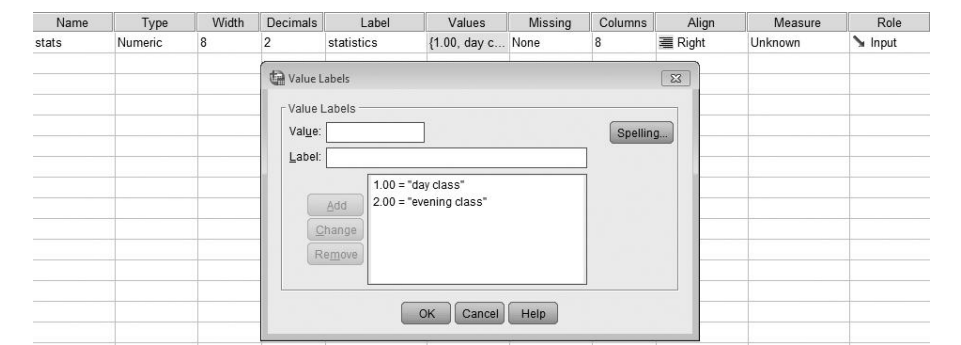 Name Type Width Decimals Label Values Missing Columns Align Measure Role
stats Numeric 8 2 statistics {1.00, day c... None 8 Right Unknown Input
Value Labels
Value Labels
Value:
Spelling...
Label:
1.00 = "day class"
2.00 = "evening class"
Add
Change
Remove
OK Cancel Help